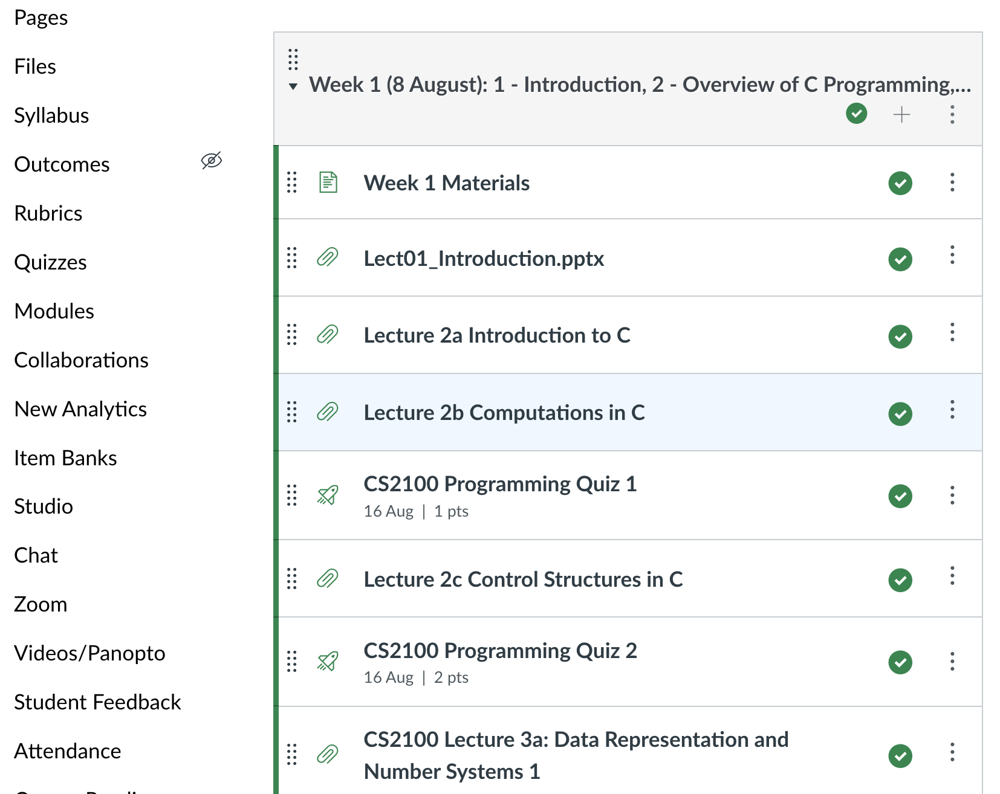 Pages
Files
Syllabus
Outcomes
Rubrics
Quizzes
Modules
Collaborations
New Analytics
Item Banks
Studio
Chat
Zoom
Videos/Panopto
Student Feedback
Attendance
Week 1 (8 August): 1 - Introduction, 2 - Overview of C Programming,...
Week 1 Materials
Lect01_Introduction.pptx
Lecture 2a Introduction to C
Lecture 2b Computations in C
CS2100 Programming Quiz 1
16 Aug | 1 pts
Lecture 2c Control Structures in C
CS2100 Programming Quiz 2
16 Aug | 2 pts
CS2100 Lecture 3a: Data Representation and
Number Systems 1